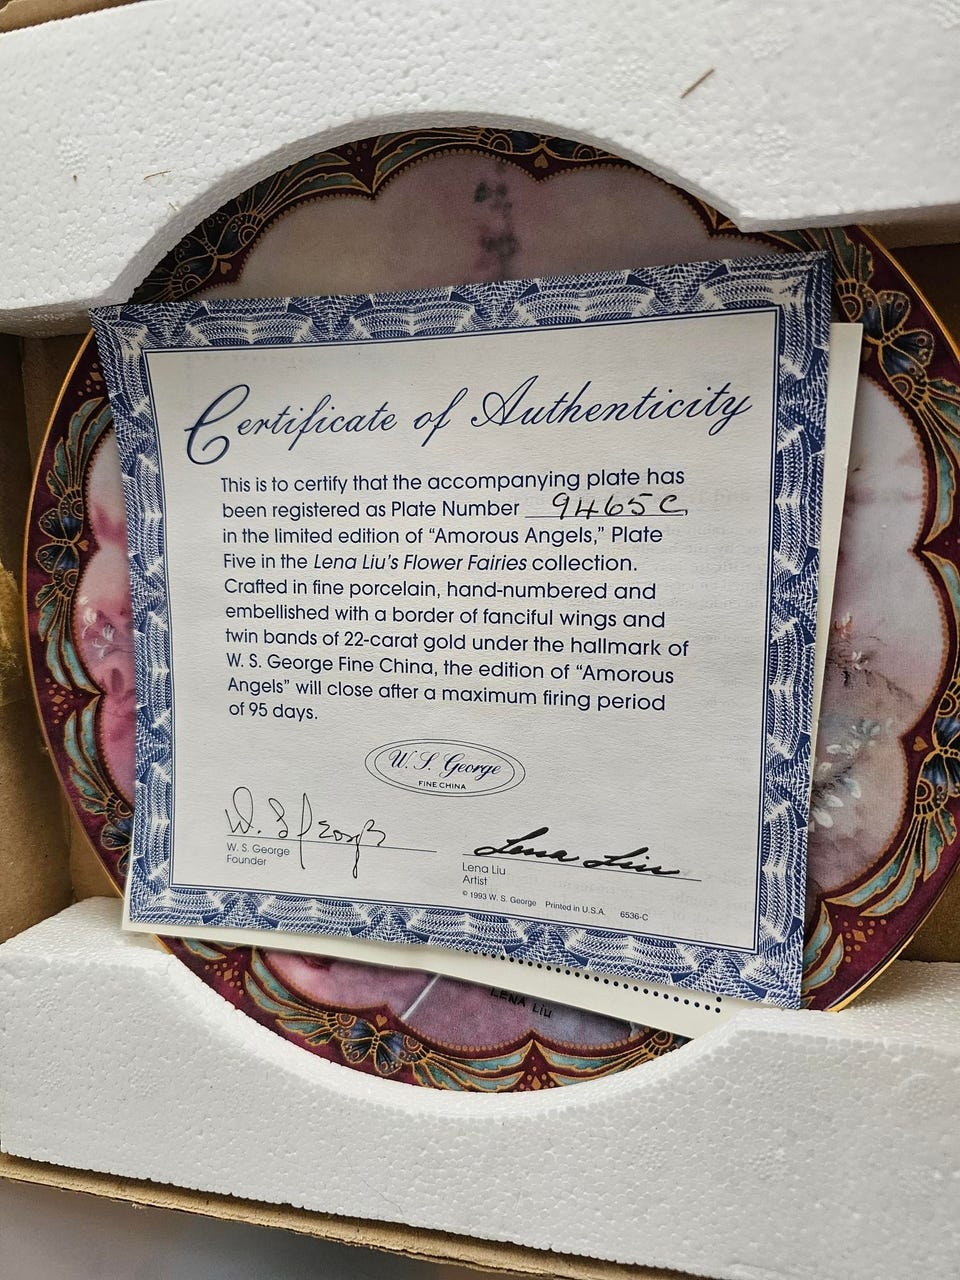 Certificate of Authenticity
This is to certify that the accompanying plate has
been registered as Plate Number 9465C
in the limited edition of “Amorous Angels,” Plate
Five in the Lena Liu's Flower Fairies collection.
Crafted in fine porcelain, hand-numbered and
embellished with a border of fanciful wings and
twin bands of 22-carat gold under the hallmark of
W. S. George Fine China, the edition of “Amorous
Angels” will close after a maximum firing period
of 95 days.
W. S. George
FINE CHINA
W. S. George
W. S. George
Founder
Lena Liu
Lena Liu
Artist
© 1993 W. S. George Printed in U.S.A. 6536-C
LENA LIU